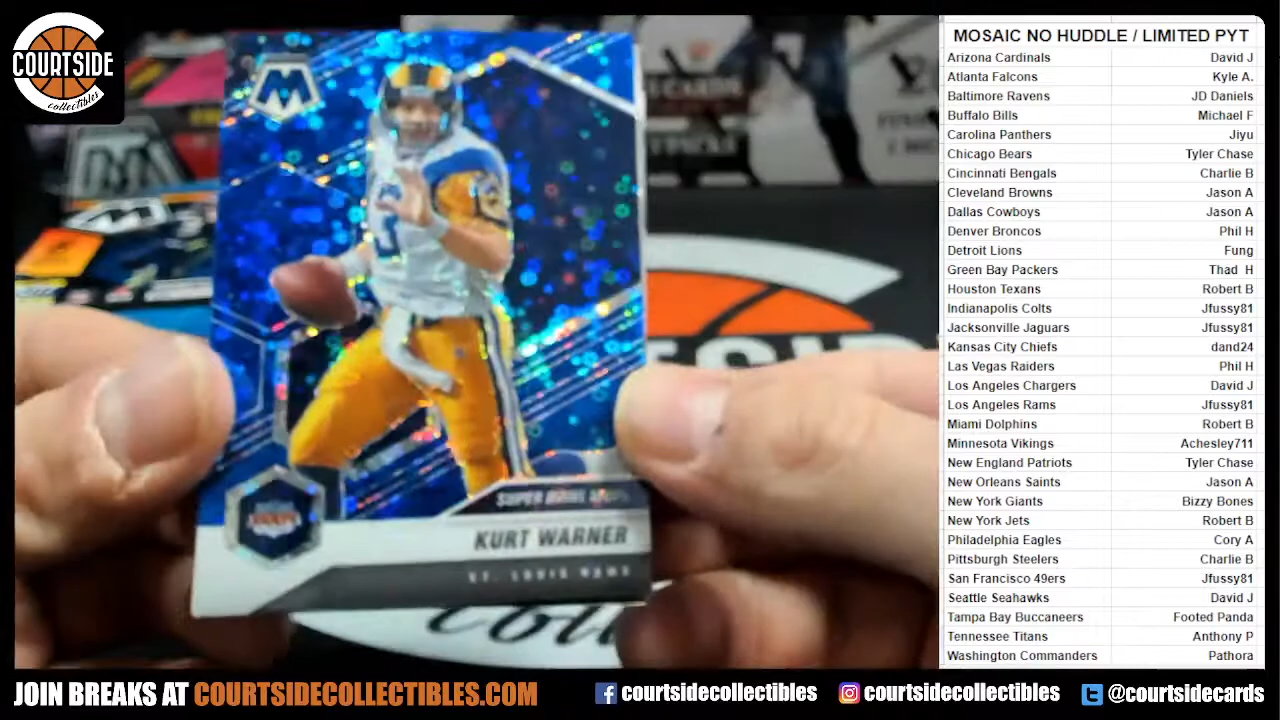 COURTSIDE
collectibles
M
SUPER BOWL MVPS
KURT WARNER
ST. LOUIS RAMS
MOSAIC NO HUDDLE / LIMITED PYT
Arizona Cardinals David J
Atlanta Falcons Kyle A.
Baltimore Ravens JD Daniels
Buffalo Bills Michael F
Carolina Panthers Jiyu
Chicago Bears Tyler Chase
Cincinnati Bengals Charlie B
Cleveland Browns Jason A
Dallas Cowboys Jason A
Denver Broncos Phil H
Detroit Lions Fung
Green Bay Packers Thad H
Houston Texans Robert B
Indianapolis Colts Jfussy81
Jacksonville Jaguars Jfussy81
Kansas City Chiefs dand24
Las Vegas Raiders Phil H
Los Angeles Chargers David J
Los Angeles Rams Jfussy81
Miami Dolphins Robert B
Minnesota Vikings Achesley711
New England Patriots Tyler Chase
New Orleans Saints Jason A
New York Giants Bizzy Bones
New York Jets Robert B
Philadelphia Eagles Cory A
Pittsburgh Steelers Charlie B
San Francisco 49ers Jfussy81
Seattle Seahawks David J
Tampa Bay Buccaneers Footed Panda
Tennessee Titans Anthony P
Washington Commanders Pathora
JOIN BREAKS AT COURTSIDECOLLECTIBLES.COM
courtsidecollectibles
courtsidecollectibles
@courtsidecards